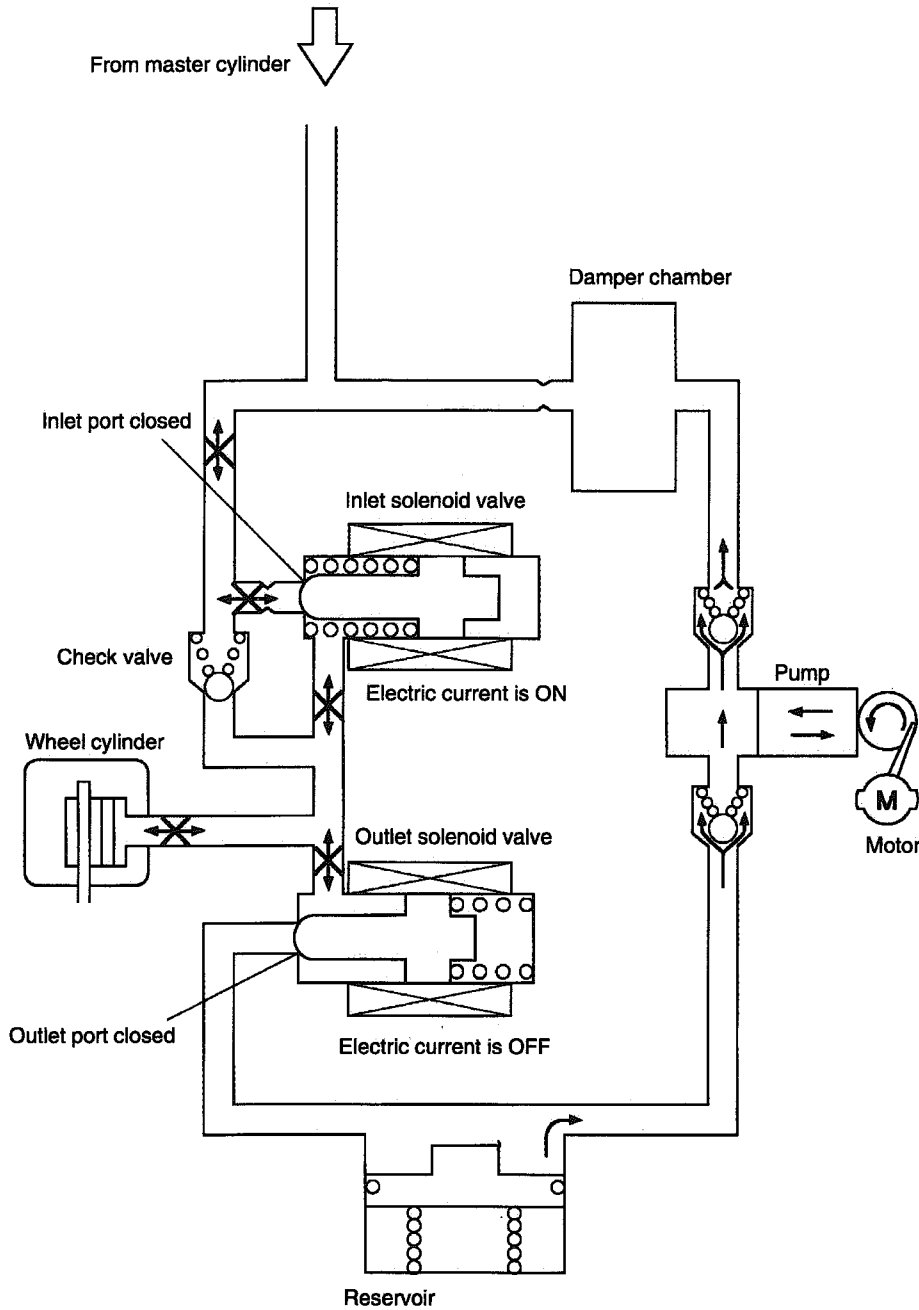 From master cylinder
Damper chamber
Inlet port closed
Inlet solenoid valve
Check valve
Electric current is ON
Pump
Wheel cylinder
M
Outlet solenoid valve
Motor
Outlet port closed
Electric current is OFF
Reservoir